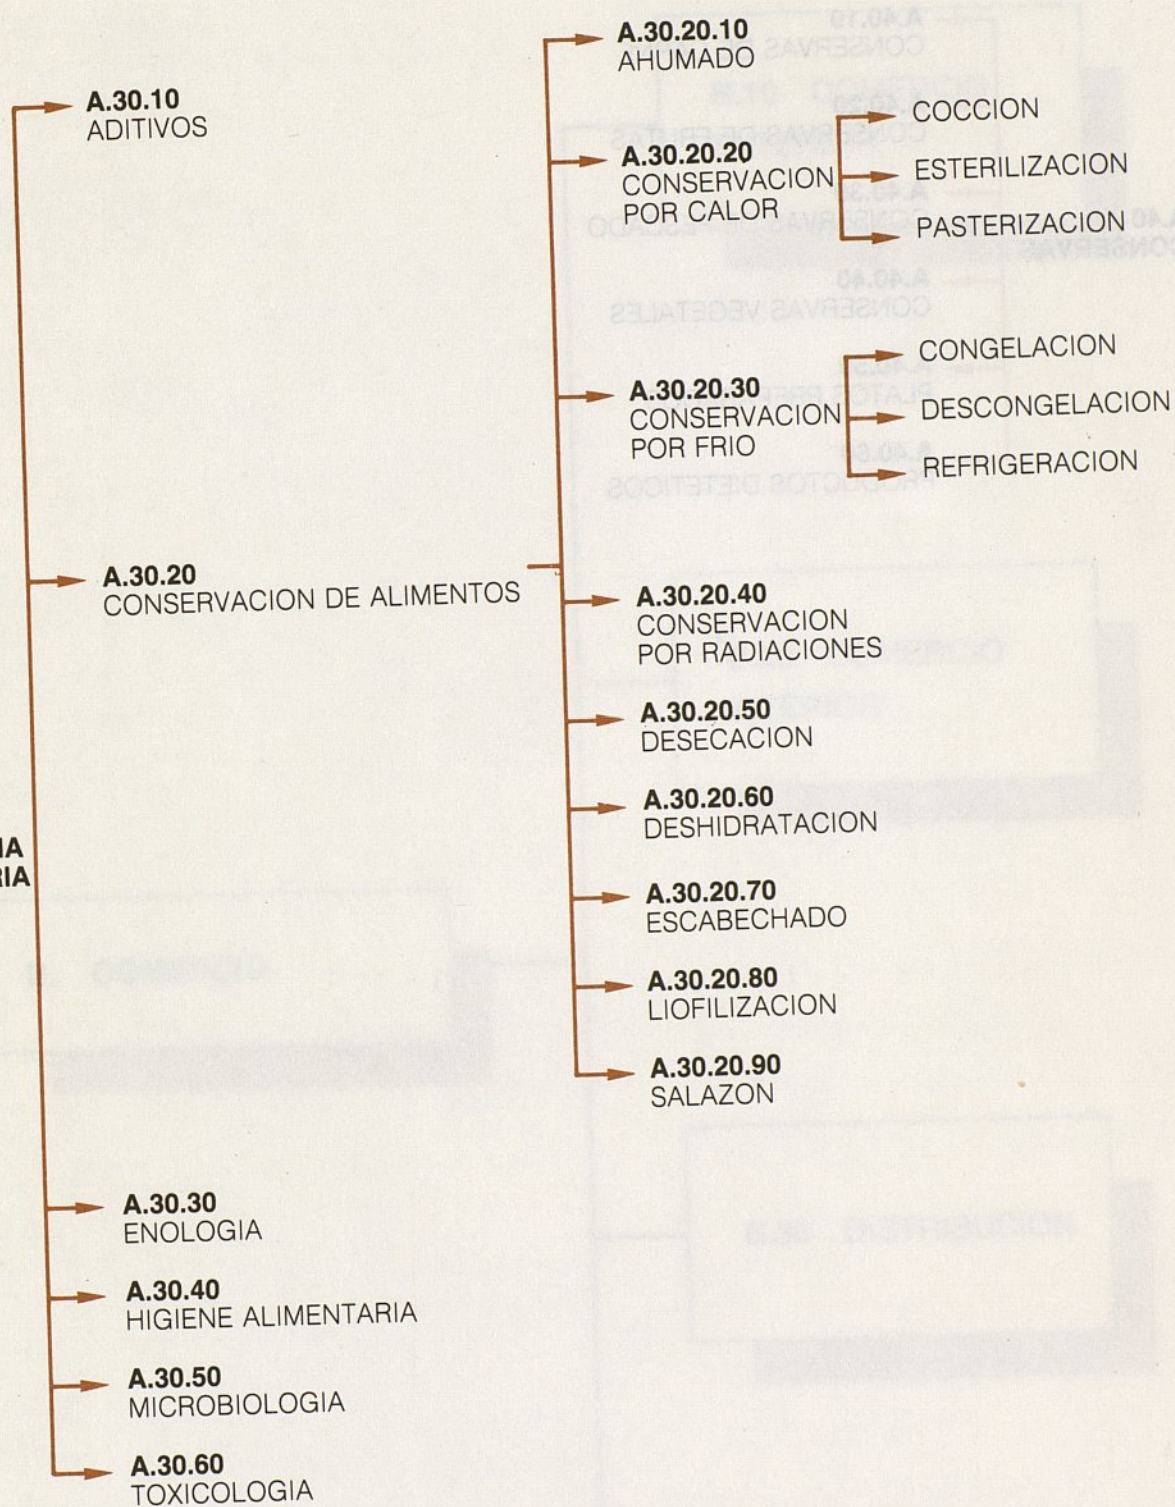 A.30.10
ADITIVOS
A.30.20
CONSERVACION DE ALIMENTOS
A.30.20.10
AHUMADO
A.30.20.20
CONSERVACION
POR CALOR
COCCION
ESTERILIZACION
PASTERIZACION
A.30.20.30
CONSERVACION
POR FRIO
CONGELACION
DESCONGELACION
REFRIGERACION
A.30.20.40
CONSERVACION
POR RADIACIONES
A.30.20.50
DESECACION
A.30.20.60
DESHIDRATACION
A.30.20.70
ESCABECHADO
A.30.20.80
LIOFILIZACION
A.30.20.90
SALAZON
A.30.30
ENOLOGIA
A.30.40
HIGIENE ALIMENTARIA
A.30.50
MICROBIOLOGIA
A.30.60
TOXICOLOGIA